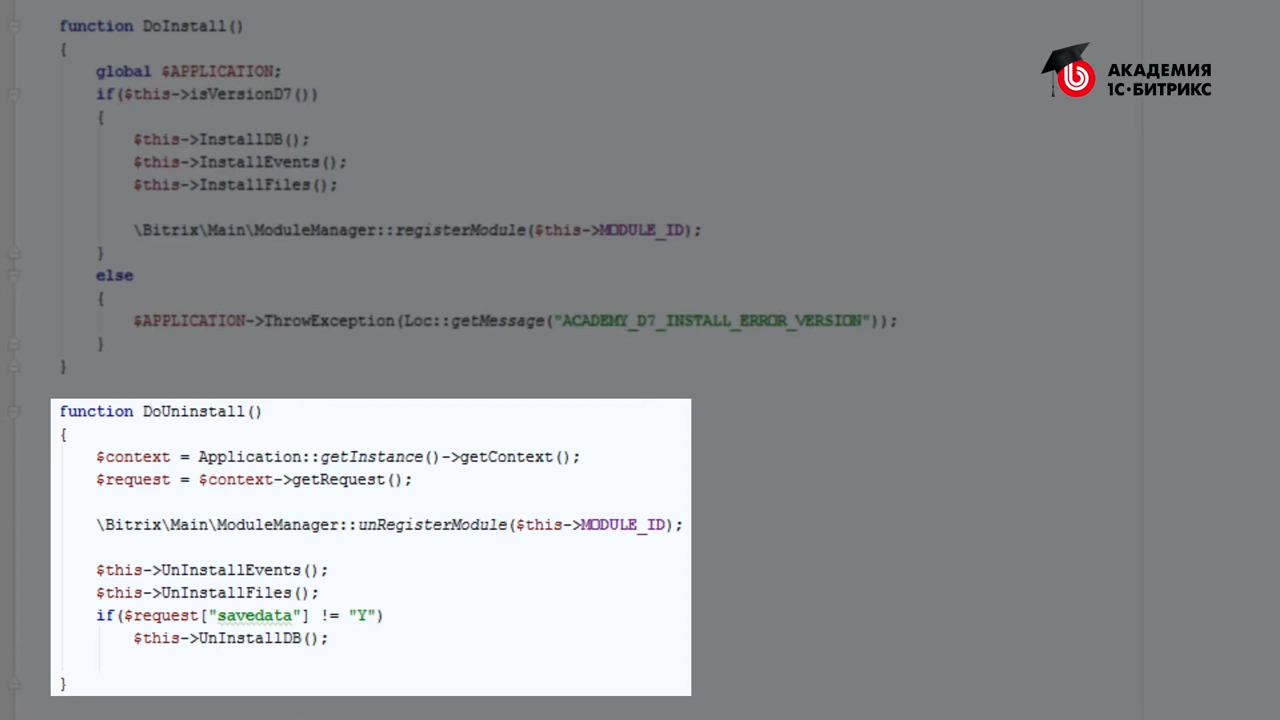 function DoInstall()
{
global $APPLICATION;
if($this->isVersionD7())
{
$this->InstallDB();
$this->InstallEvents();
$this->InstallFiles();
\Bitrix\Main\ModuleManager::registerModule($this->MODULE_ID);
}
else
{
$APPLICATION->ThrowException(Loc::getMessage("ACADEMY_D7_INSTALL_ERROR_VERSION"));
}
}
function DoUninstall()
{
$context = Application::getInstance()->getContext();
$request = $context->getRequest();
\Bitrix\Main\ModuleManager::unRegisterModule($this->MODULE_ID);
$this->UnInstallEvents();
$this->UnInstallFiles();
if($request["savedata"] != "Y")
$this->UnInstallDB();
}
АКАДЕМИЯ
1С·БИТРИКС